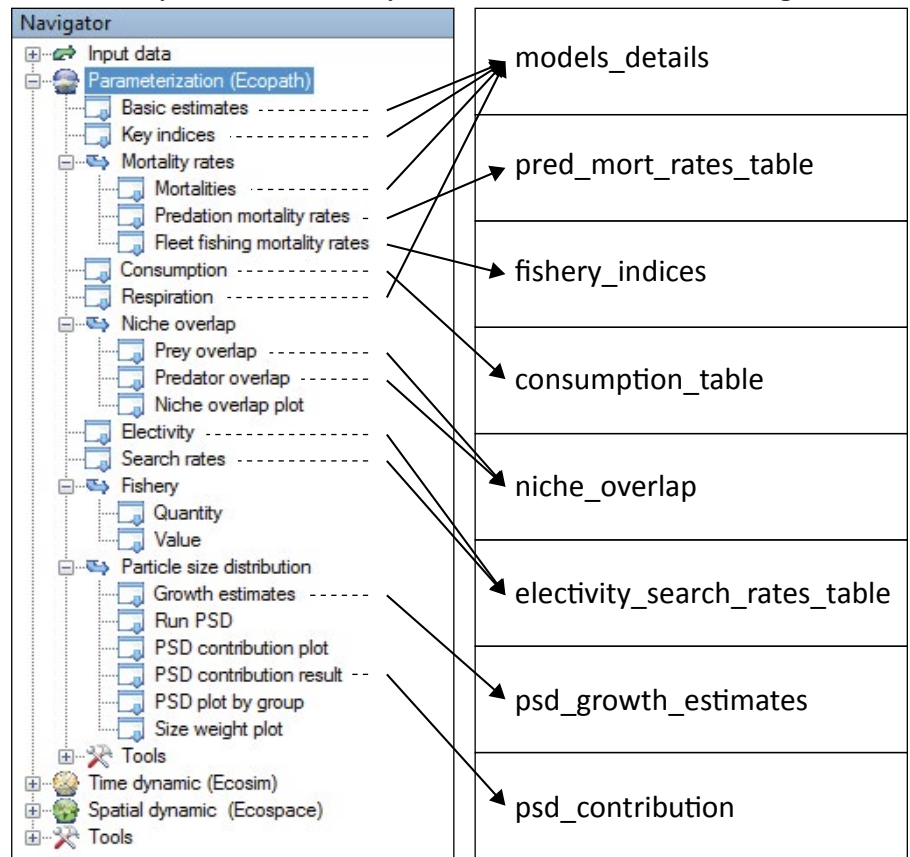 Navigator
Input data
Parameterization (Ecopath)
Basic estimates
Key indices
Mortality rates
Mortalities
Predation mortality rates
Fleet fishing mortality rates
Consumption
Respiration
Niche overlap
Prey overlap
Predator overlap
Niche overlap plot
Electivity
Search rates
Fishery
Quantity
Value
Particle size distribution
Growth estimates
Run PSD
PSD contribution plot
PSD contribution result
PSD plot by group
Size weight plot
Tools
Time dynamic (Ecosim)
Spatial dynamic (Ecospace)
Tools
models_details
pred_mort_rates_table
fishery_indices
consumption_table
niche_overlap
electivity_search_rates_table
psd_growth_estimates
psd_contribution